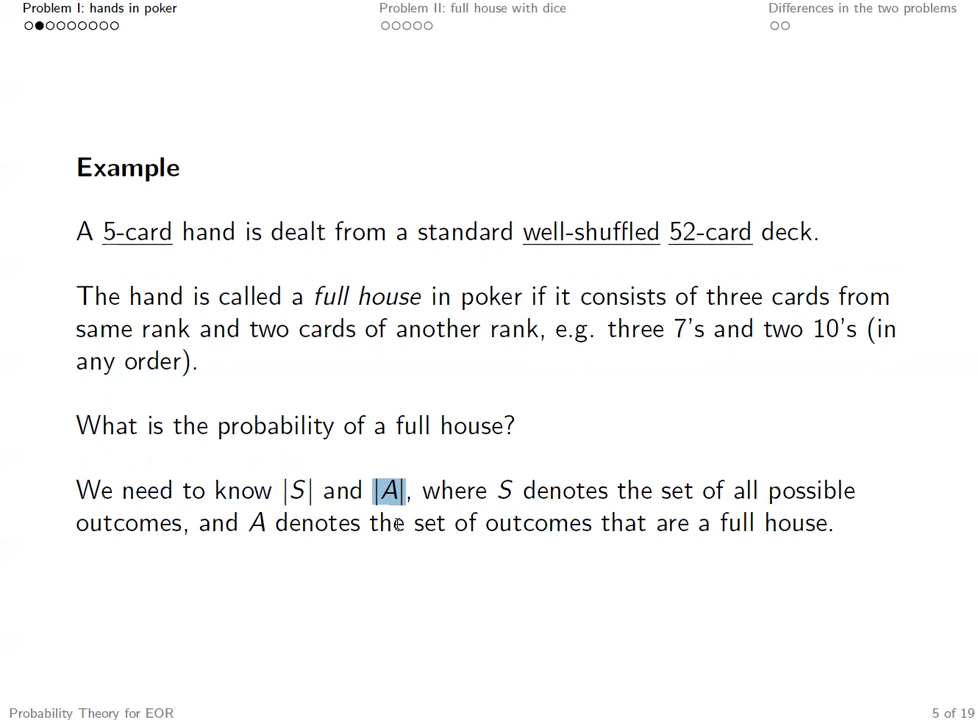 Problem I: hands in poker
Problem II: full house with dice
Differences in the two problems
Example
A 5-card hand is dealt from a standard well-shuffled 52-card deck.
The hand is called a full house in poker if it consists of three cards from
same rank and two cards of another rank, e.g. three 7's and two 10's (in
any order).
What is the probability of a full house?
We need to know |S| and |A|, where S denotes the set of all possible
outcomes, and A denotes the set of outcomes that are a full house.
Probability Theory for EOR
5 of 19